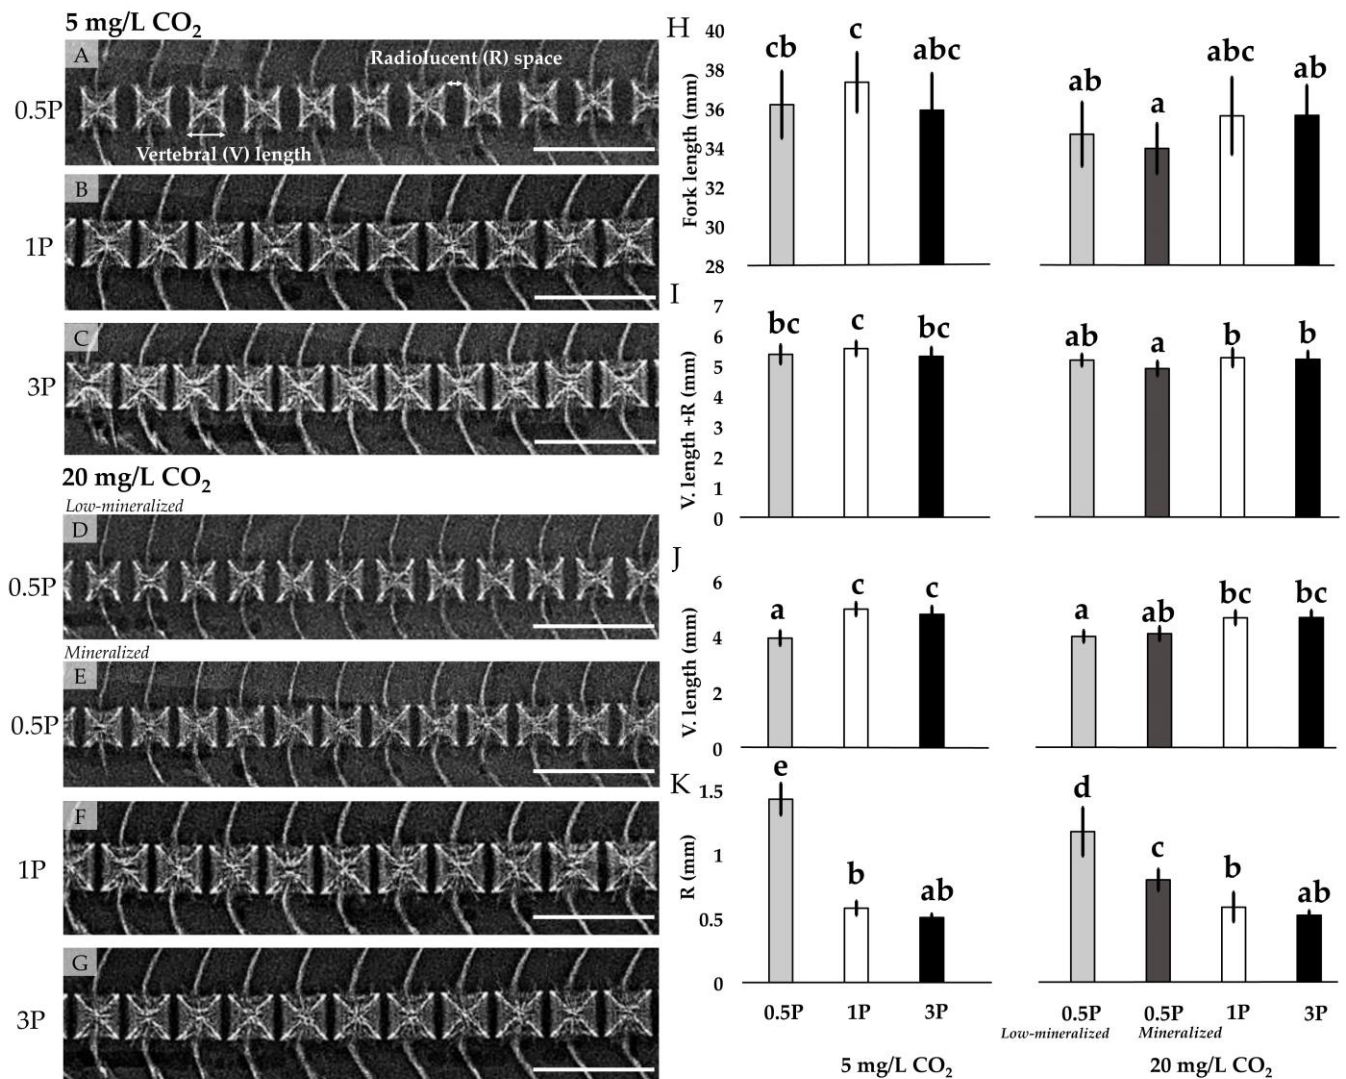 5 mg/L CO2
A
Radiolucent (R) space
0.5P
Vertebral (V) length
B
1P
C
3P
20 mg/L CO2
Low-mineralized
D
0.5P
Mineralized
E
0.5P
F
1P
G
3P
H
Fork length (mm)
40
38
36
34
32
30
28
cb
c
abc
ab
a
abc
ab
I
V. length +R (mm)
7
6
5
4
3
2
1
0
bc
c
bc
ab
a
b
b
J
V. length (mm)
6
4
2
0
a
c
c
a
ab
bc
bc
K
R (mm)
1.5
1
0.5
0
e
b
ab
d
c
b
ab
0.5P
1P
3P
0.5P
0.5P
1P
3P
Low-mineralized
Mineralized
5 mg/L CO2
20 mg/L CO2